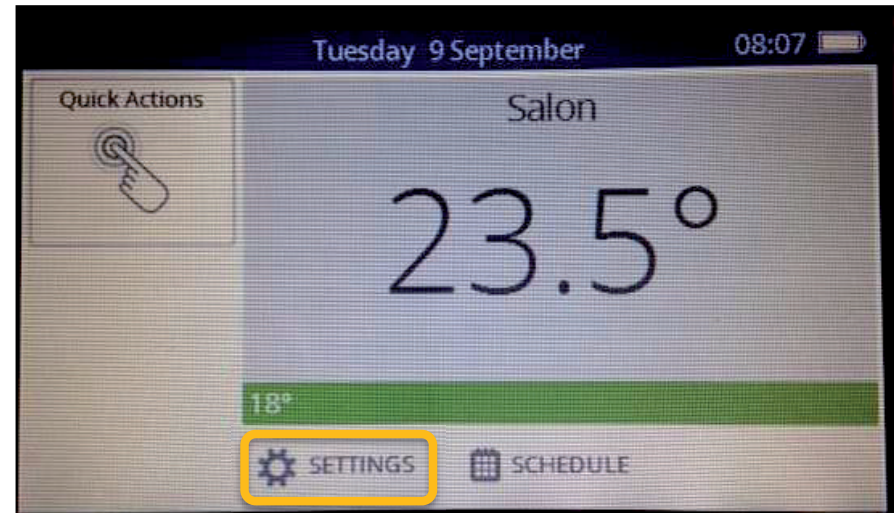 Tuesday 9 September 08:07
Quick Actions
Salon
23.5°
18°
SETTINGS SCHEDULE